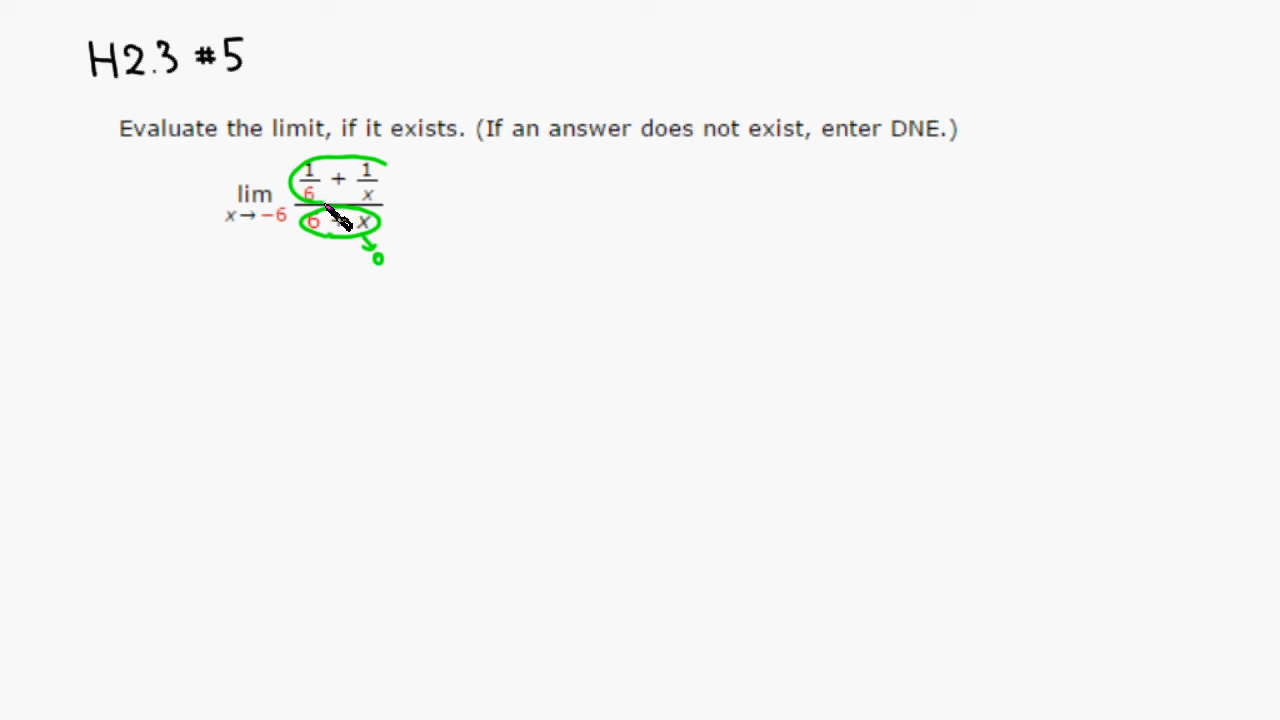 H2.3 #5
Evaluate the limit, if it exists. (If an answer does not exist, enter DNE.)
1 + 1
lim 6 x
x→−6 6 + x
0